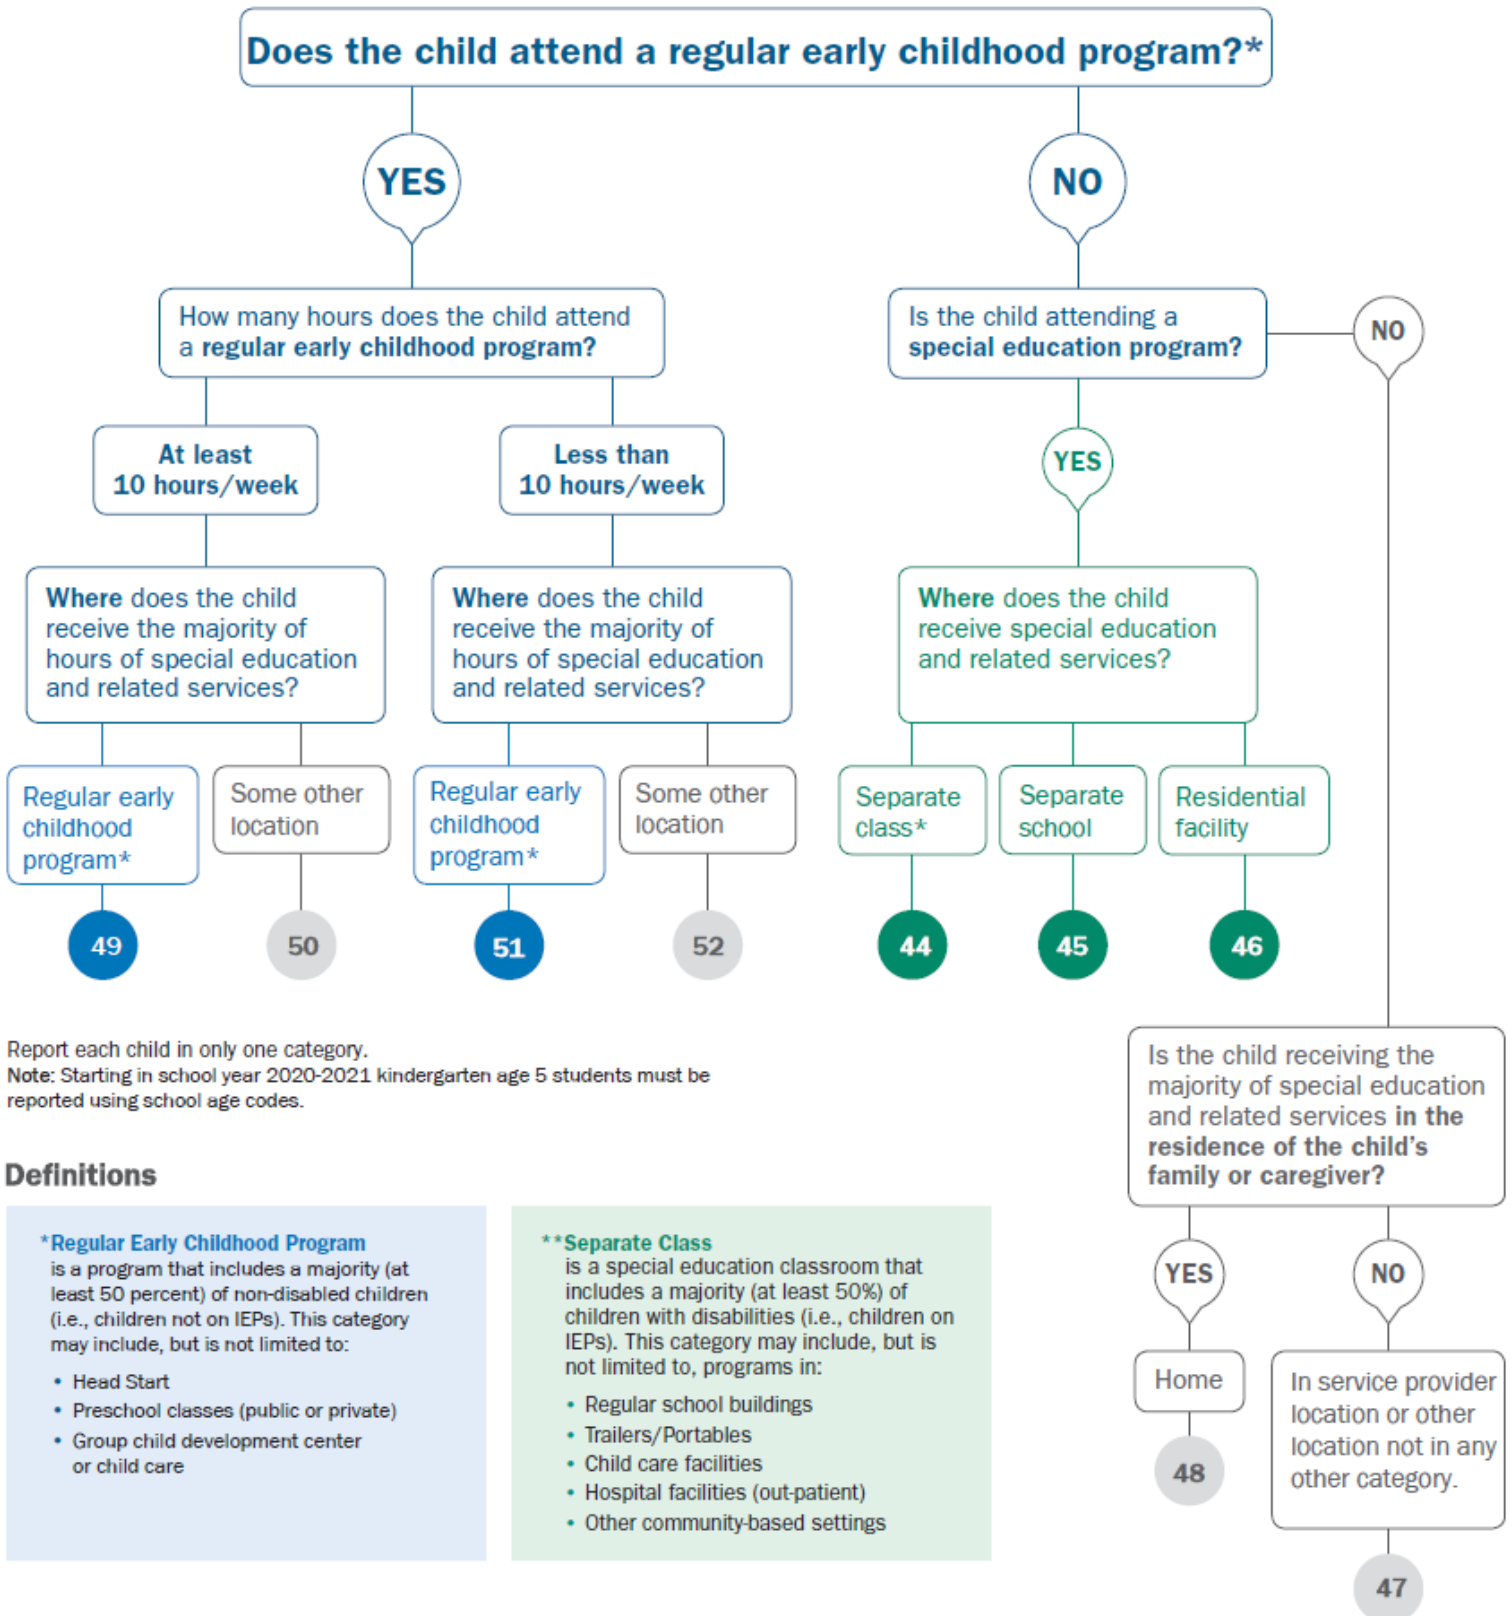 Does the child attend a regular early childhood program?*
YES
NO
How many hours does the child attend
a regular early childhood program?
Is the child attending a
special education program?
NO
At least
10 hours/week
Less than
10 hours/week
YES
Where does the child
receive the majority of
hours of special education
and related services?
Where does the child
receive the majority of
hours of special education
and related services?
Where does the child
receive special education
and related services?
Regular early
childhood
program*
Some other
location
Regular early
childhood
program*
Some other
location
Separate
class*
Separate
school
Residential
facility
49
50
51
52
44
45
46
Report each child in only one category.
Note: Starting in school year 2020-2021 kindergarten age 5 students must be
reported using school age codes.
Is the child receiving the
majority of special education
and related services in the
residence of the child's
family or caregiver?
YES
NO
Home
In service provider
location or other
location not in any
other category.
48
47
Definitions
*Regular Early Childhood Program
is a program that includes a majority (at
least 50 percent) of non-disabled children
(i.e., children not on IEPs). This category
may include, but is not limited to:
• Head Start
• Preschool classes (public or private)
• Group child development center
or child care
**Separate Class
is a special education classroom that
includes a majority (at least 50%) of
children with disabilities (i.e., children on
IEPs). This category may include, but is
not limited to, programs in:
• Regular school buildings
• Trailers/Portables
• Child care facilities
• Hospital facilities (out-patient)
• Other community-based settings